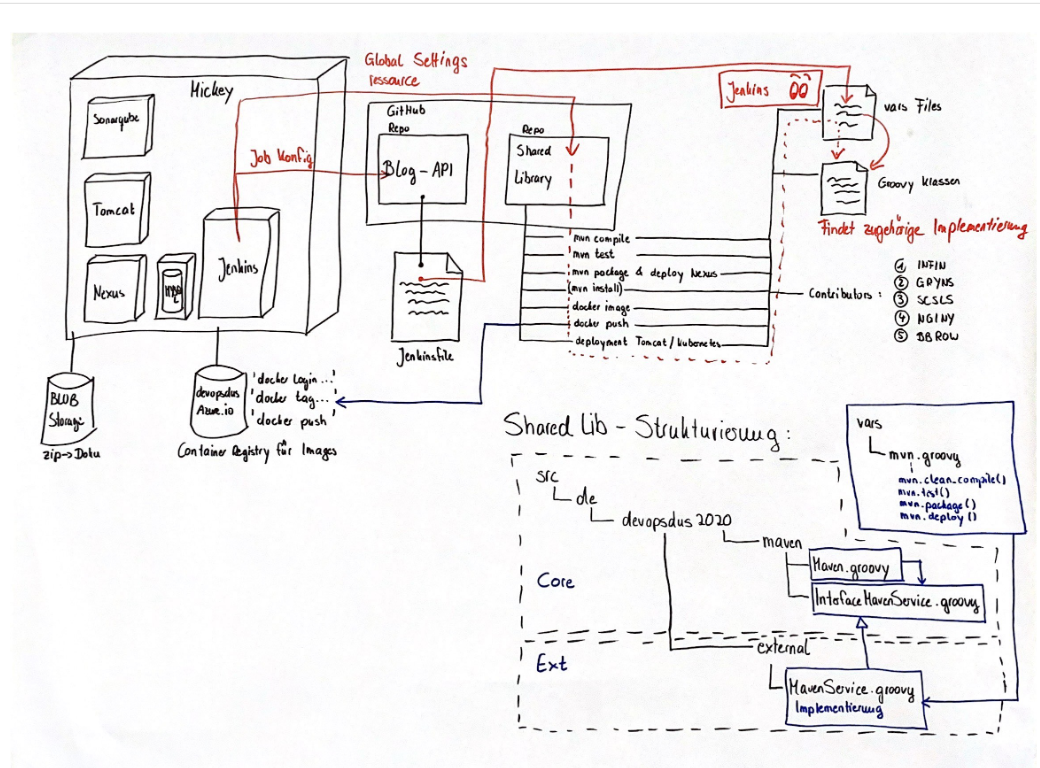 Global Settings
ressource
Mickey
Sonarqube
Tomcat
Nexus
Jenkins
Job Konfig
GitHub
Repo
Blog-API
Repo
Shared
Library
Jenkins
vars Files
Groovy klassen
Findet zugehörige Implementierung
mvn compile
mvn test
mvn package & deploy Nexus
(mvn install)
docker image
docker push
deployment Tomcat / Kubernetes
Contributors:
① INFIN
② GPYNS
③ SCSLS
④ NGINY
⑤ DBROW
Jenkinsfile
BLOB
Storage
zip→Doku
devopsdus
Azure.io
'docker Login...'
'docker tag...'
'docker push'
Container Registry für Images
Shared Lib - Strukturierung:
vars
mvn.groovy
mvn.clean_compile()
mvn.test()
mvn.package()
mvn.deploy()
src
de
devopsdus2020
maven
Maven.groovy
InterfaceMavenService.groovy
Core
external
Ext
MavenService.groovy
Implementierung